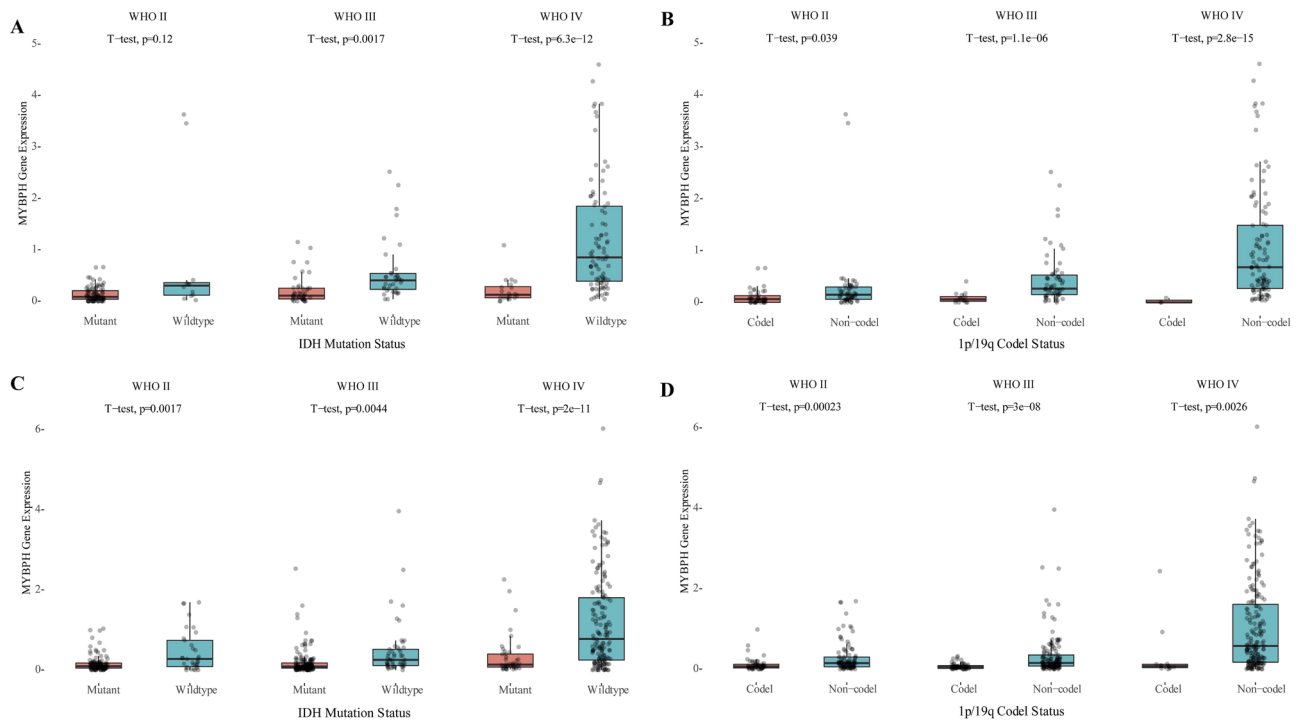 A
WHO II
WHO III
WHO IV
T−test, p=0.12
T−test, p=0.0017
T−test, p=6.3e−12
MYBPH Gene Expression
5-
4-
3-
2-
1-
0-
Mutant
Wildtype
Mutant
Wildtype
Mutant
Wildtype
IDH Mutation Status
B
WHO II
WHO III
WHO IV
T−test, p=0.039
T−test, p=1.1e−06
T−test, p=2.8e−15
MYBPH Gene Expression
5-
4-
3-
2-
1-
0-
Codel
Non−codel
Codel
Non−codel
Codel
Non−codel
1p/19q Codel Status
C
WHO II
WHO III
WHO IV
T−test, p=0.0017
T−test, p=0.0044
T−test, p=2e−11
MYBPH Gene Expression
6-
4-
2-
0-
Mutant
Wildtype
Mutant
Wildtype
Mutant
Wildtype
IDH Mutation Status
D
WHO II
WHO III
WHO IV
T−test, p=0.00023
T−test, p=3e−08
T−test, p=0.0026
MYBPH Gene Expression
6-
4-
2-
0-
Codel
Non−codel
Codel
Non−codel
Codel
Non−codel
1p/19q Codel Status